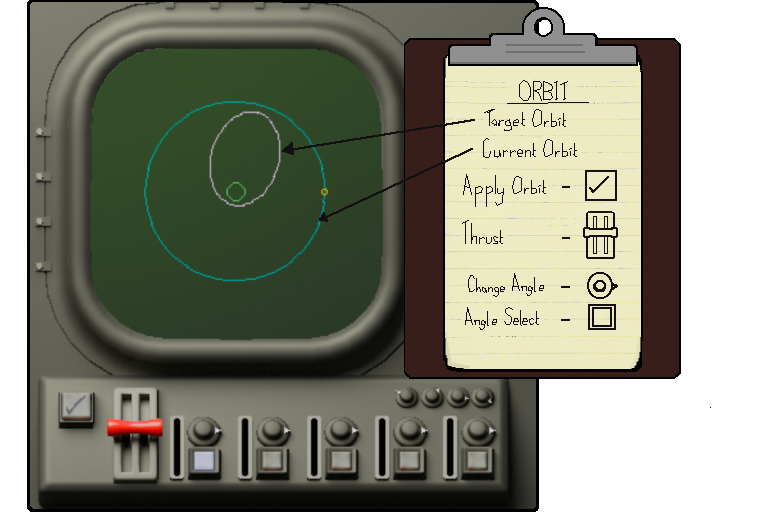 ORBIT
Target Orbit
Current Orbit
Apply Orbit -
Thrust -
Change Angle -
Angle Select -